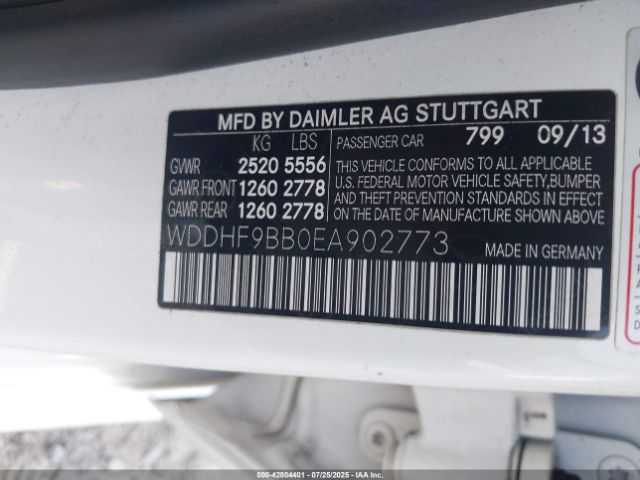 MFD BY DAIMLER AG STUTTGART
KG LBS
PASSENGER CAR 799 09/13
GVWR 2520 5556
GAWR FRONT 1260 2778
GAWR REAR 1260 2778
THIS VEHICLE CONFORMS TO ALL APPLICABLE
U.S. FEDERAL MOTOR VEHICLE SAFETY,BUMPER
AND THEFT PREVENTION STANDARDS IN EFFECT
ON THE DATE OF MANUFACTURE SHOWN ABOVE.
WDDHF9BB0EA902773
MADE IN GERMANY
000-42804401 - 07/25/2025 - COPYRIGHT IAA, LLC.